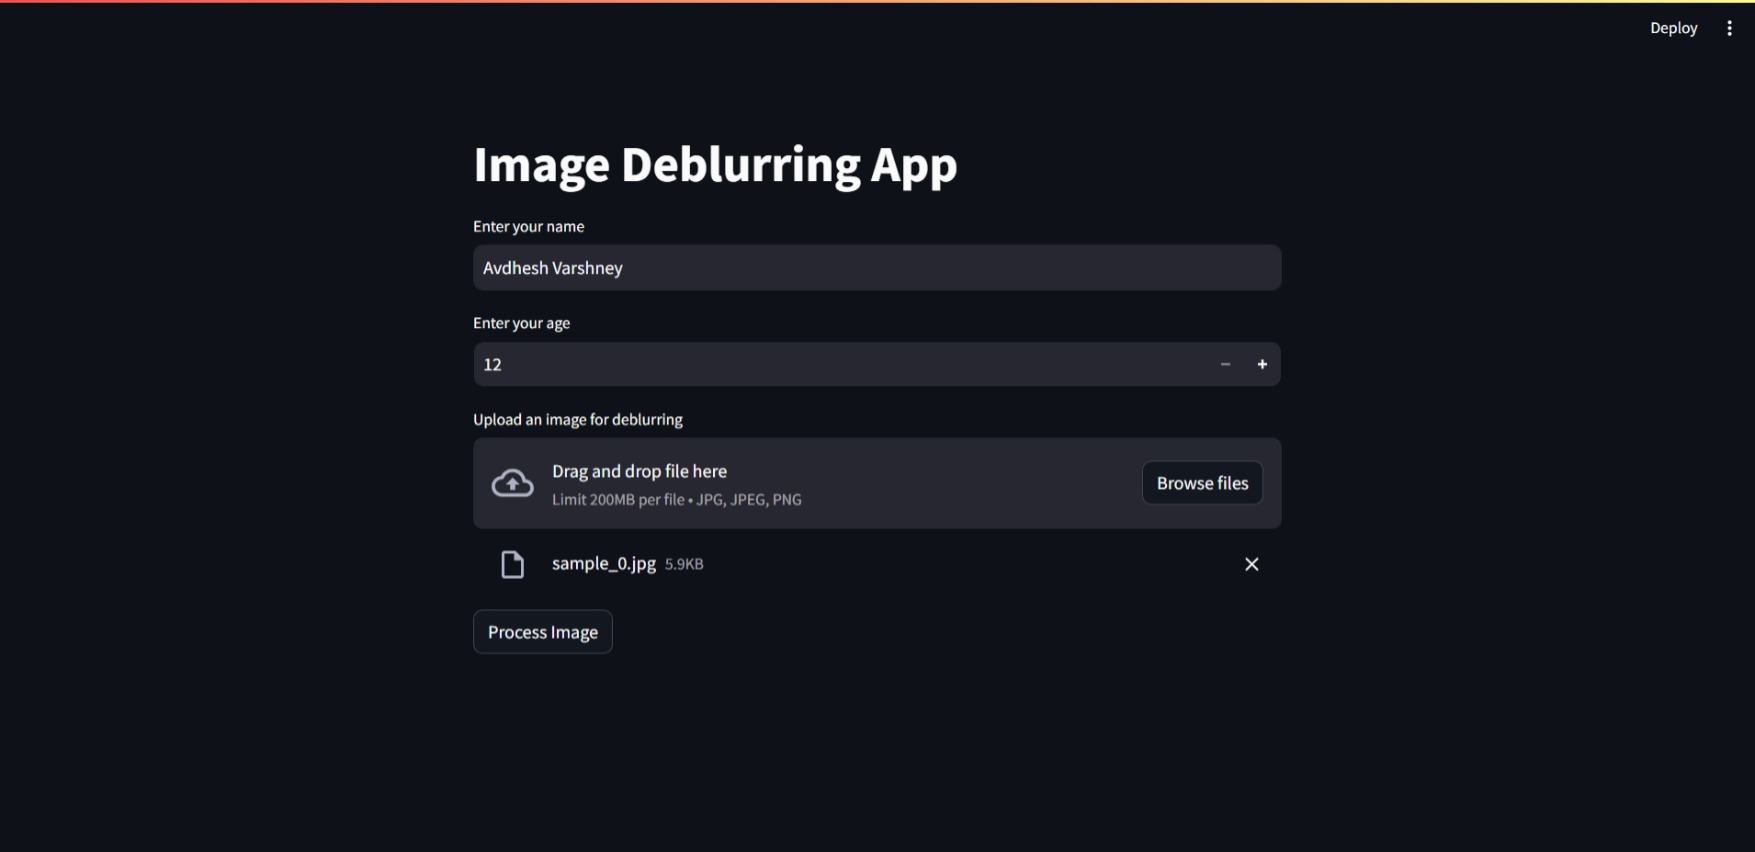 Deploy
Image Deblurring App
Enter your name
Avdhesh Varshney
Enter your age
12
Upload an image for deblurring
Drag and drop file here
Limit 200MB per file • JPG, JPEG, PNG
Browse files
sample_0.jpg 5.9KB
Process Image